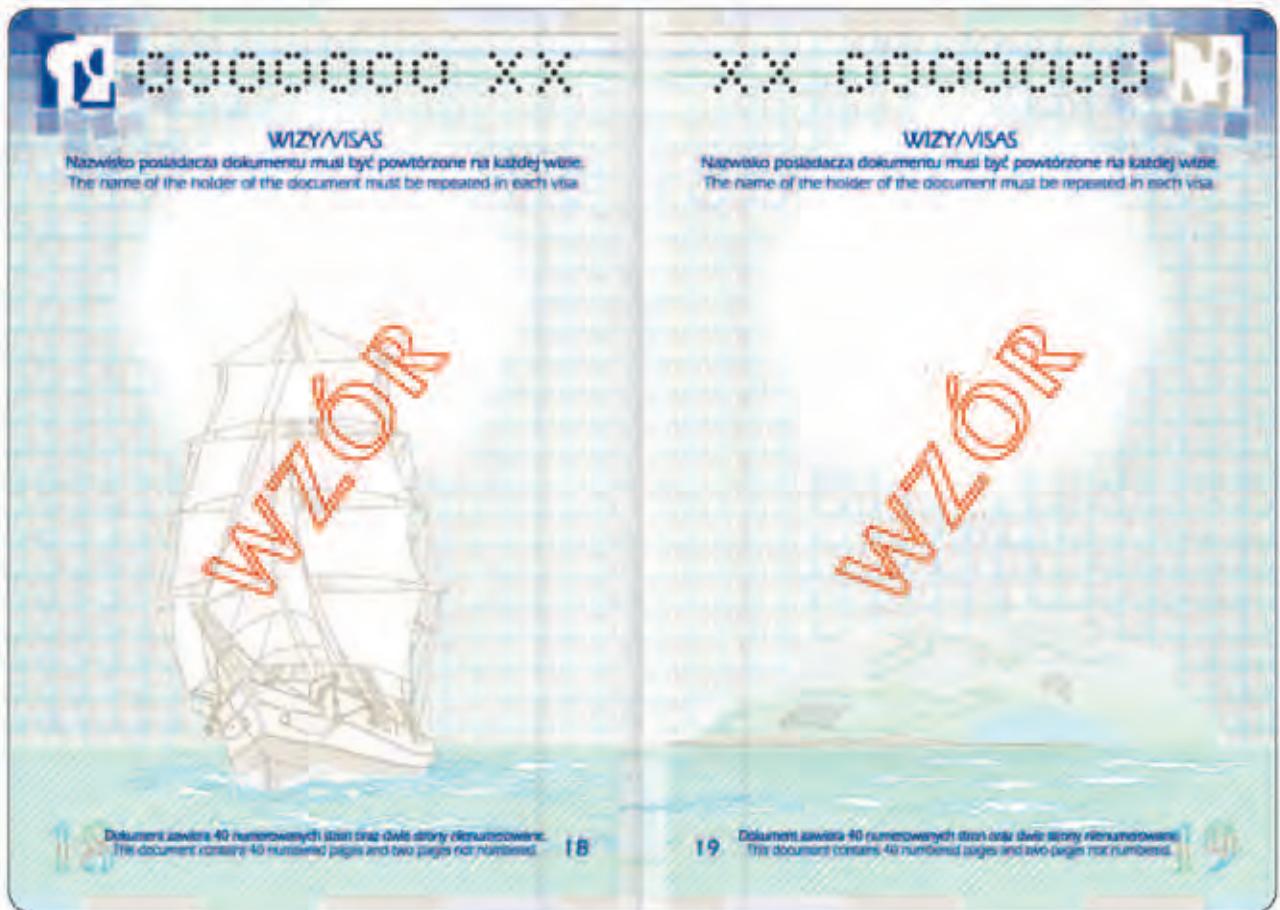 0000000 XX
WIZY/VISAS
Nazwisko posiadacza dokumentu musi być powtórzone na każdej wizie.
The name of the holder of the document must be repeated in each visa.
WZÓR
Dokument zawiera 40 numerowanych stron oraz dwie strony nienumerowane.
The document contains 40 numbered pages and two pages not numbered.
18
18
XX 0000000
WIZY/VISAS
Nazwisko posiadacza dokumentu musi być powtórzone na każdej wizie.
The name of the holder of the document must be repeated in each visa.
WZÓR
19
Dokument zawiera 40 numerowanych stron oraz dwie strony nienumerowane.
This document contains 40 numbered pages and two pages not numbered.
19